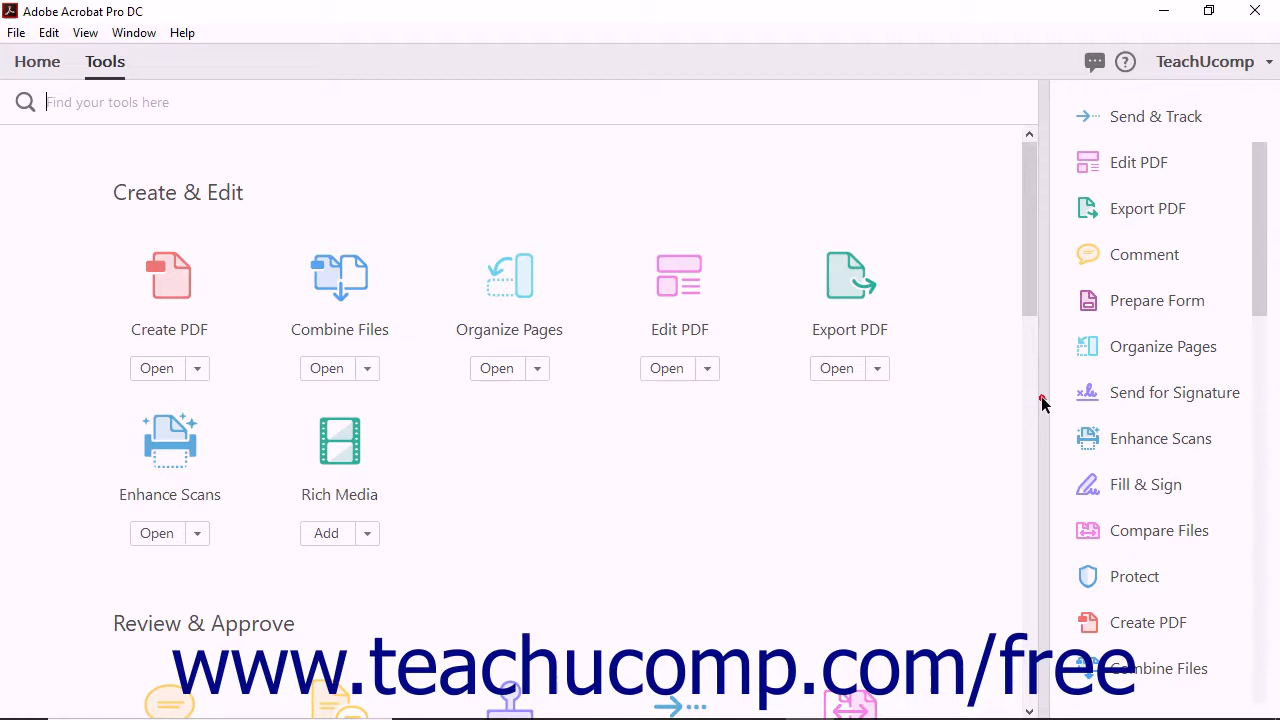 Adobe Acrobat Pro DC
File Edit View Window Help
Home Tools TeachUcomp
Find your tools here
Create & Edit
Create PDF Combine Files Organize Pages Edit PDF Export PDF
Open Open Open Open Open
Enhance Scans Rich Media
Open Add
Review & Approve
Send & Track
Edit PDF
Export PDF
Comment
Prepare Form
Organize Pages
Send for Signature
Enhance Scans
Fill & Sign
Compare Files
Protect
Create PDF
Combine Files
www.teachucomp.com/free